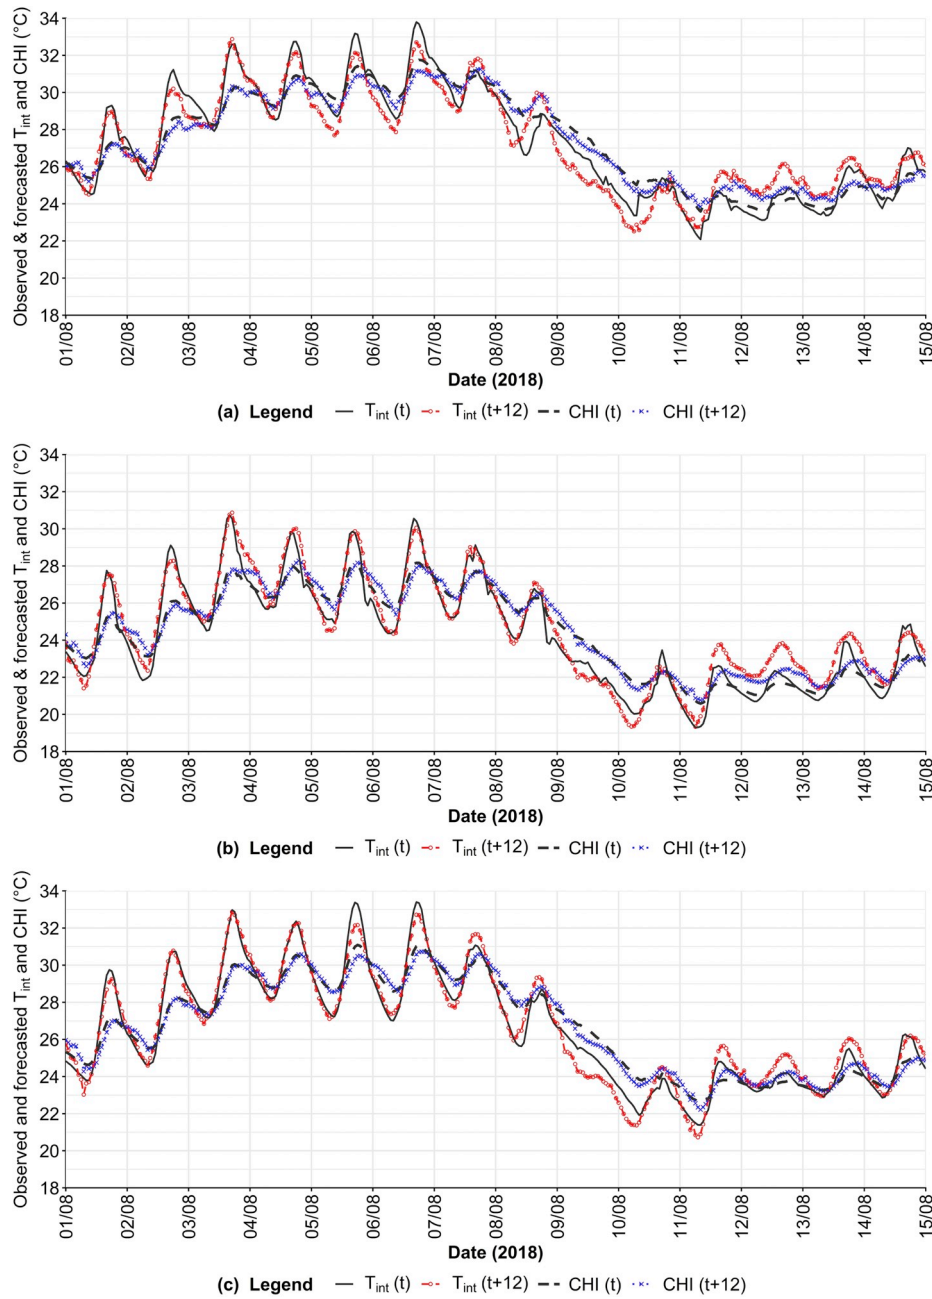 Observed & forecasted T_int and CHI (°C)
34
32
30
28
26
24
22
20
18
01/08 02/08 03/08 04/08 05/08 06/08 07/08 08/08 09/08 10/08 11/08 12/08 13/08 14/08 15/08
Date (2018)
(a) Legend T_int (t) T_int (t+12) CHI (t) CHI (t+12)
Observed & forecasted T_int and CHI (°C)
34
32
30
28
26
24
22
20
18
01/08 02/08 03/08 04/08 05/08 06/08 07/08 08/08 09/08 10/08 11/08 12/08 13/08 14/08 15/08
Date (2018)
(b) Legend T_int (t) T_int (t+12) CHI (t) CHI (t+12)
Observed and forecasted T_int and CHI (°C)
34
32
30
28
26
24
22
20
18
01/08 02/08 03/08 04/08 05/08 06/08 07/08 08/08 09/08 10/08 11/08 12/08 13/08 14/08 15/08
Date (2018)
(c) Legend T_int (t) T_int (t+12) CHI (t) CHI (t+12)